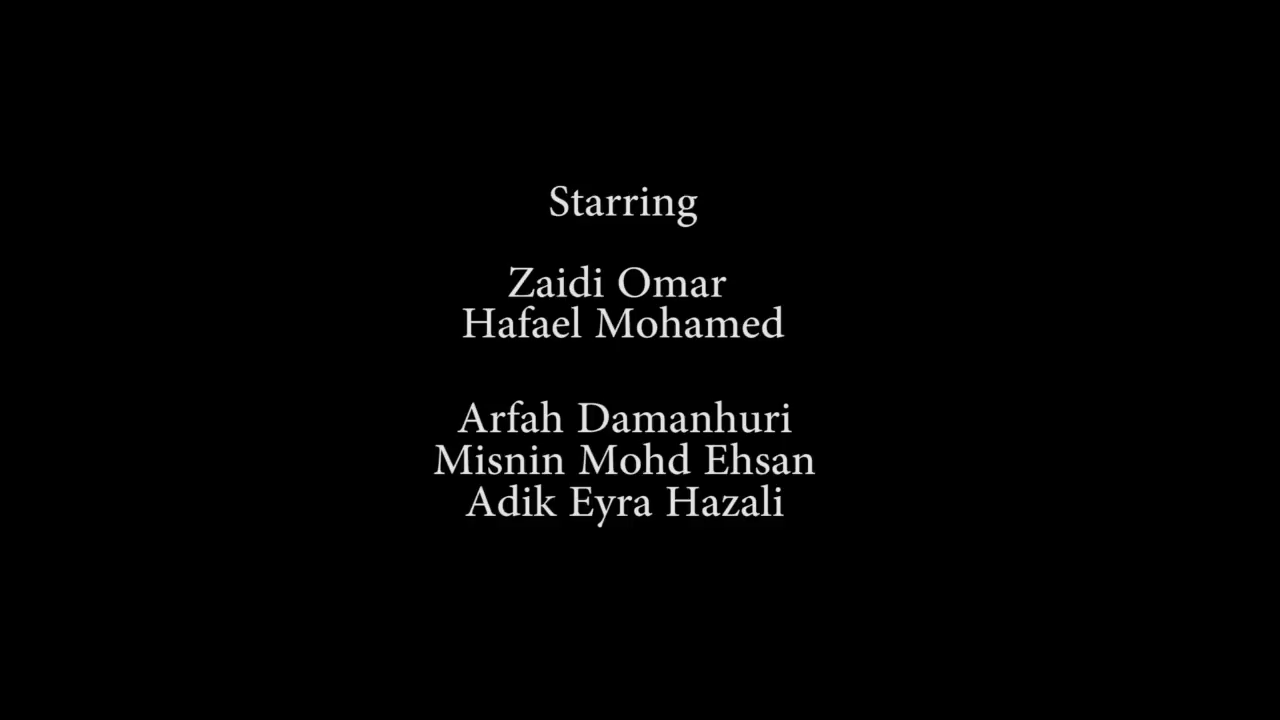 Starring
Zaidi Omar
Hafael Mohamed
Arfah Damanhuri
Misnin Mohd Ehsan
Adik Eyra Hazali